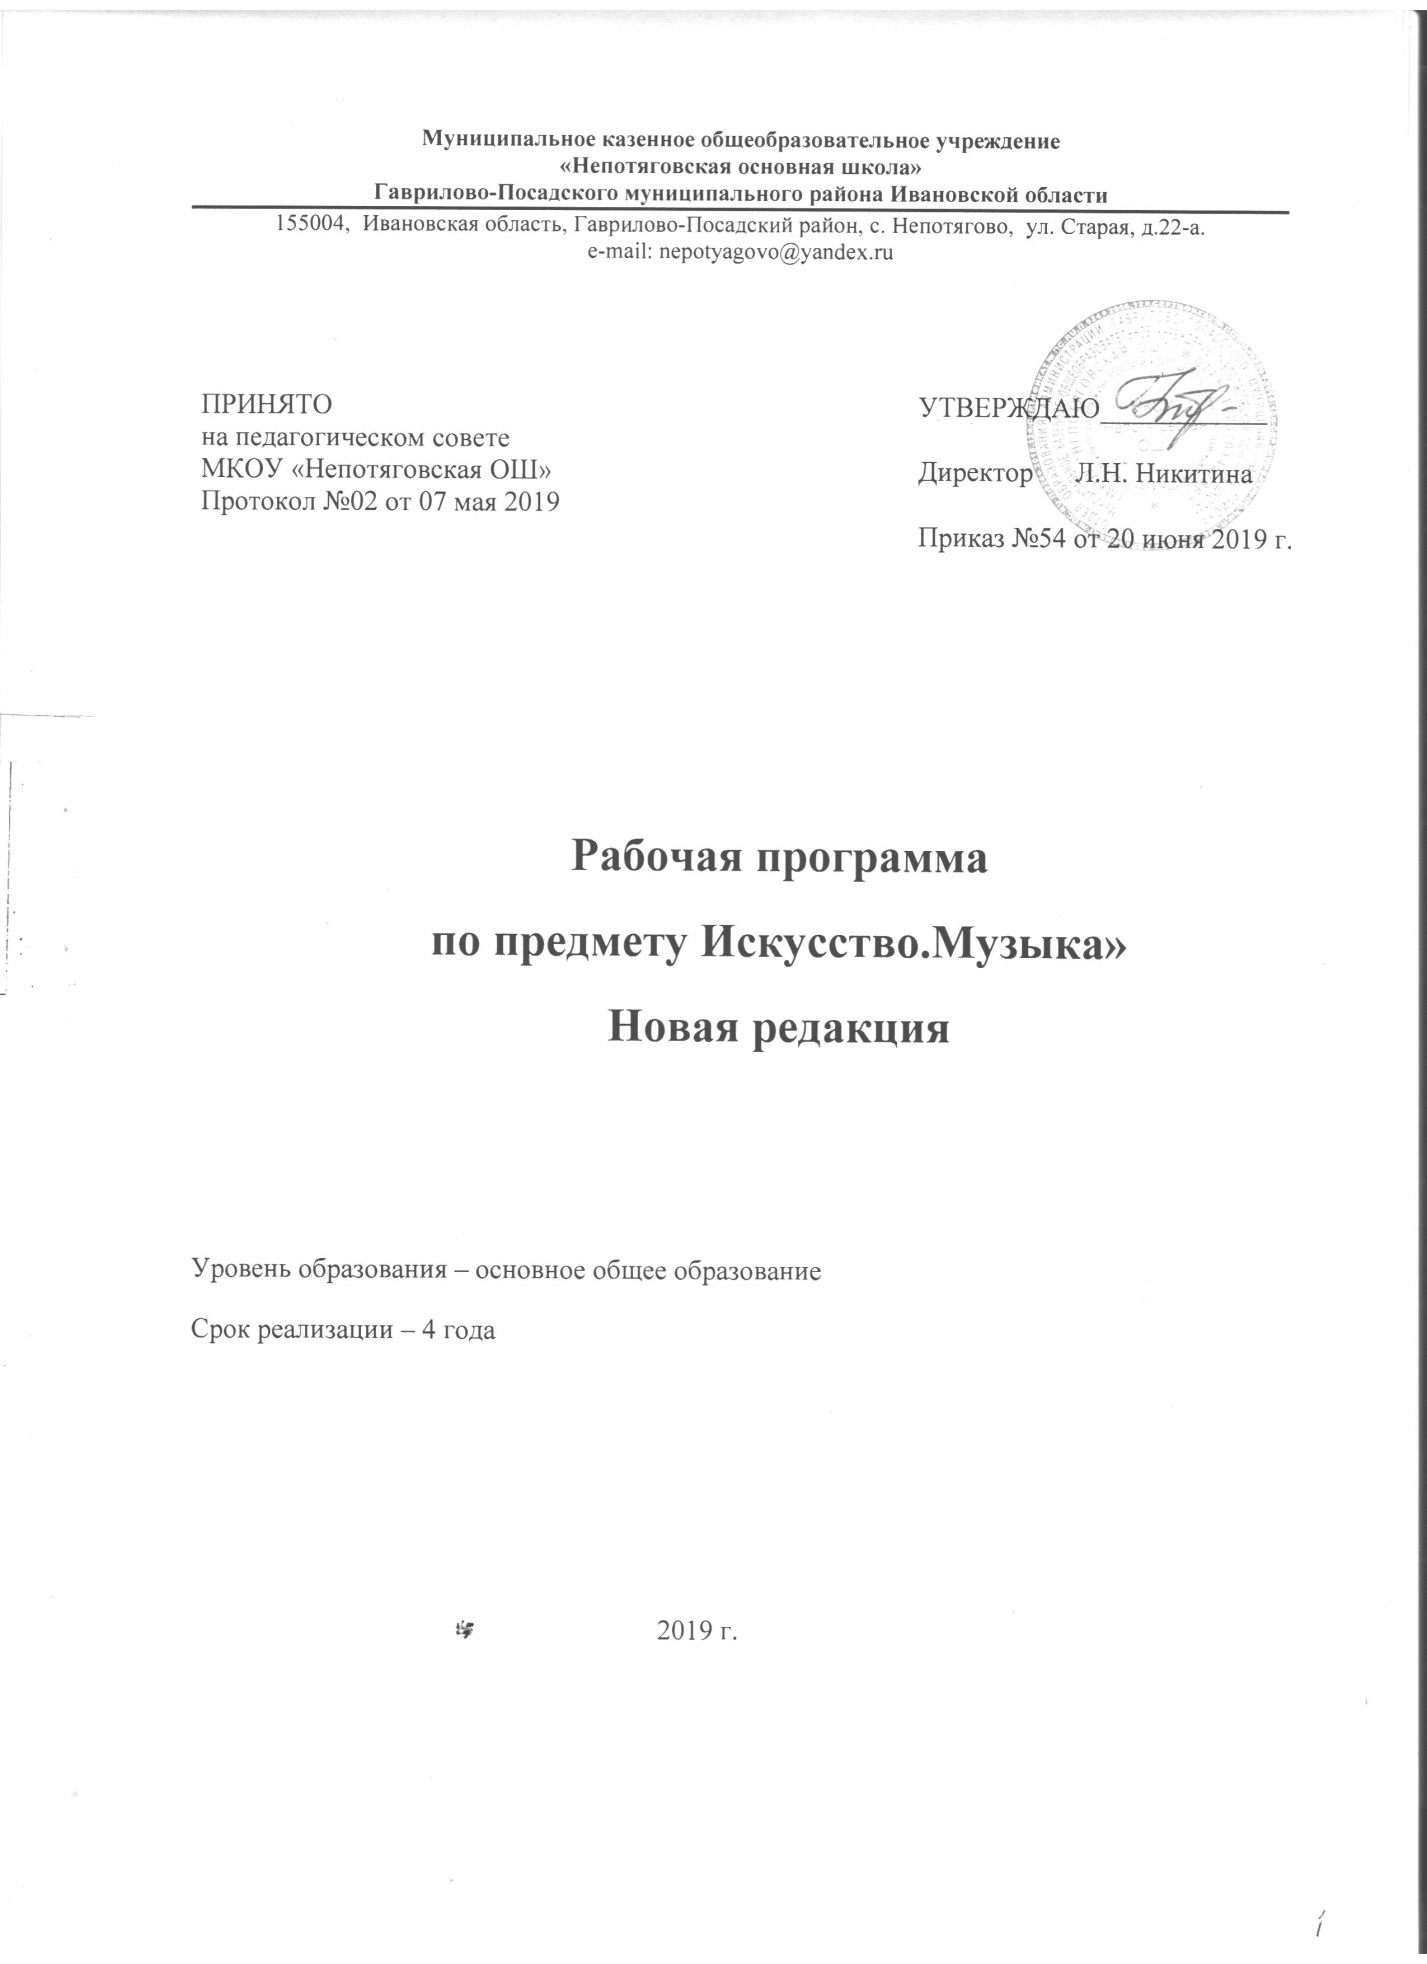 Муниципальное казенное общеобразовательное учреждение
«Непотяговская основная школа»
Гаврилово-Посадского муниципального района Ивановской области
155004, Ивановская область, Гаврилово-Посадский район, с. Непотягово, ул. Старая, д.22-а.
e-mail: nepotyagovo@yandex.ru
ПРИНЯТО
на педагогическом совете
МКОУ «Непотяговская ОШ»
Протокол №02 от 07 мая 2019
УТВЕРЖДАЮ
Директор Л.Н. Никитина
Приказ №54 от 20 июня 2019 г.
Рабочая программа
по предмету Искусство.Музыка»
Новая редакция
Уровень образования – основное общее образование
Срок реализации – 4 года
2019 г.
1